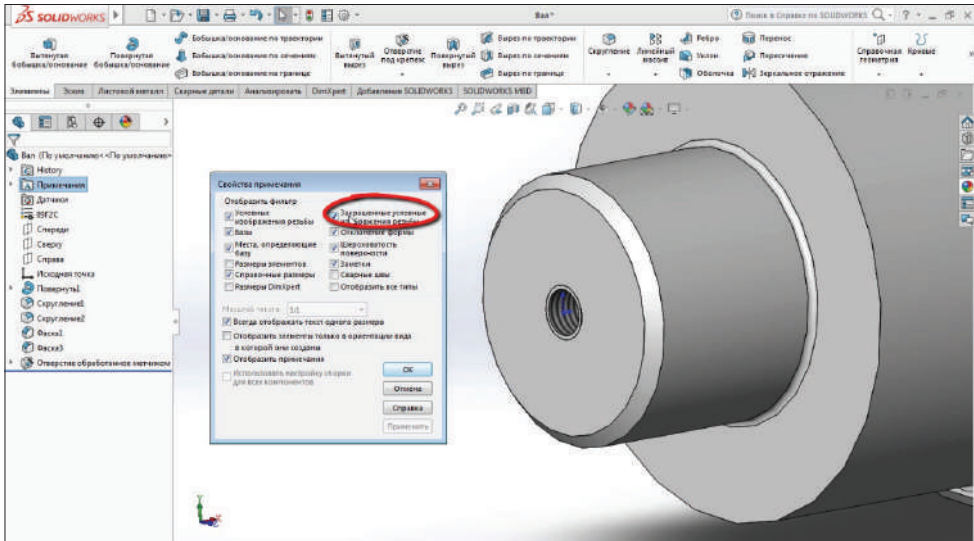 SOLIDWORKS
Вал*
Поиск в Справке по SOLIDWORKS
Вытянутая бобышка/основание
Повернутая бобышка/основание
Бобышка/основание по траектории
Бобышка/основание по сечениям
Бобышка/основание по границе
Вытянутый вырез
Отверстие под крепеж
Повернутый вырез
Вырез по траектории
Вырез по сечениям
Вырез по границе
Скругление
Линейный массив
Ребро
Уклон
Оболочка
Перенос
Пересечение
Зеркальное отражение
Справочная геометрия
Кривые
Элементы
Эскиз
Листовой металл
Сварные детали
Анализировать
DimXpert
Добавления SOLIDWORKS
SOLIDWORKS MBD
Вал (По умолчанию<<По умолчанию>
History
Примечания
Датчики
Спереди
Сверху
Справа
Исходная точка
Повернуть1
Скругление1
Скругление2
Фаска1
Фаска3
Отверстие обработанное метчиком
Свойства примечания
Отобразить фильтр
Условные
изображения резьбы
Закрашенные условные
изображения резьбы
Базы
Отклонение формы
Места, определяющие
базу
Шероховатость
поверхности
Размеры элементов
Заметки
Справочные размеры
Сварные швы
Размеры DimXpert
Отобразить все типы
Масштаб текста: 1:1
Всегда отображать текст одного размера
Отобразить элементы только в ориентации вида
в которой они созданы
Отобразить примечания
Использовать настройку сборки
для всех компонентов
OK
Отмена
Справка
Применить